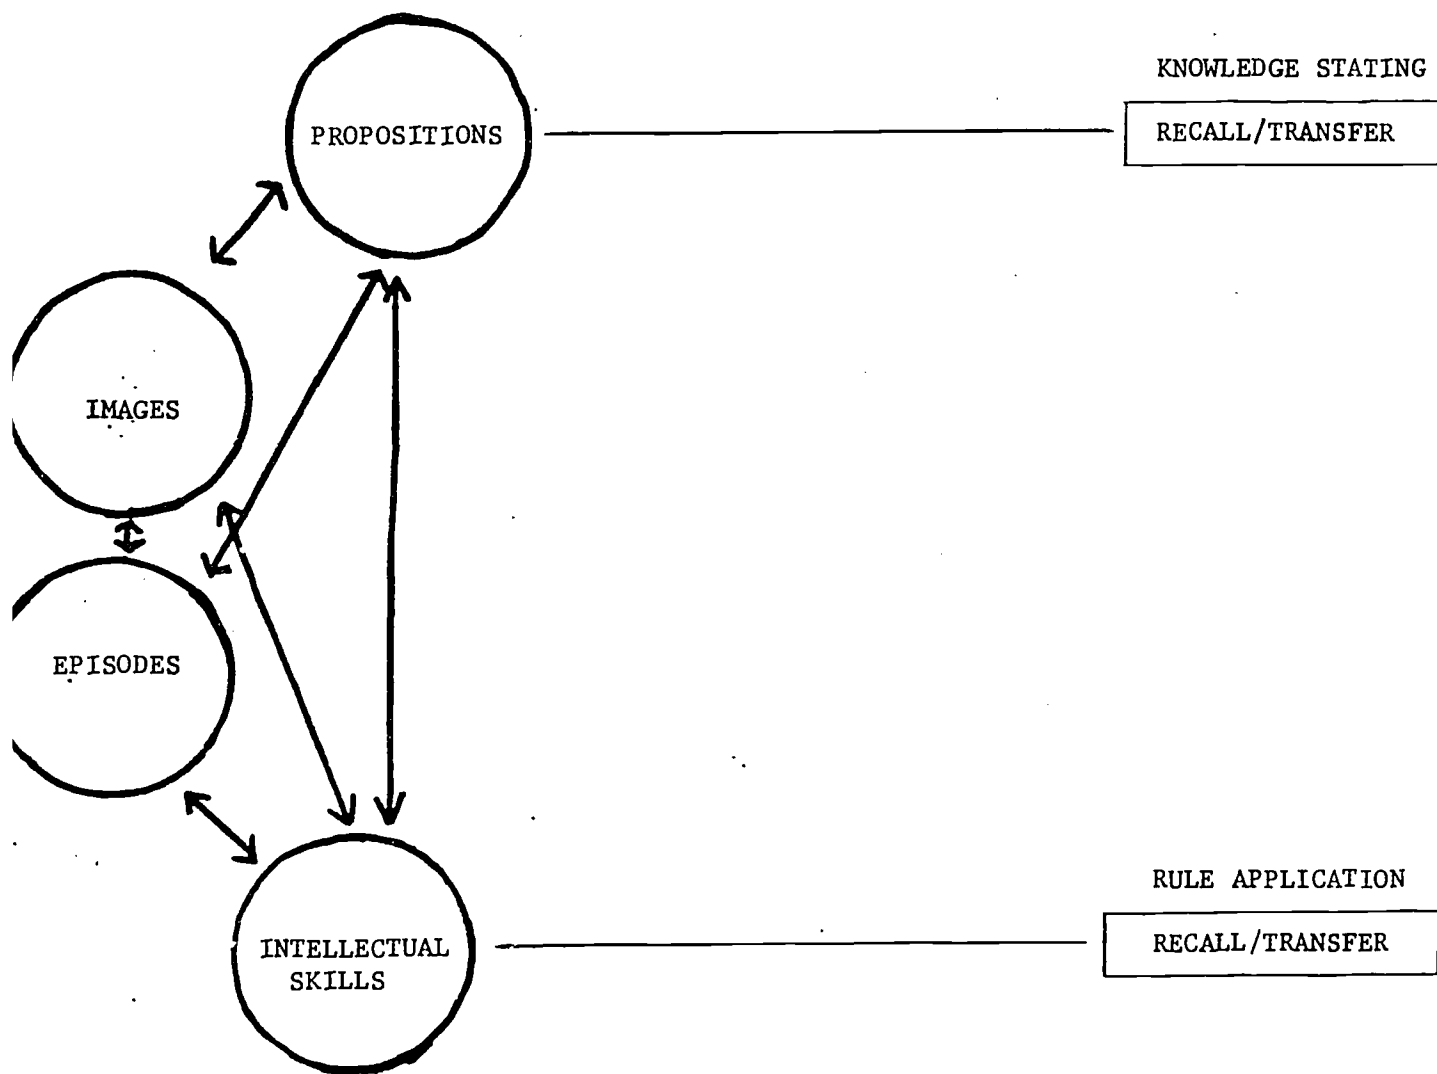 KNOWLEDGE STATING
PROPOSITIONS
RECALL/TRANSFER
IMAGES
EPISODES
RULE APPLICATION
INTELLECTUAL
SKILLS
RECALL/TRANSFER